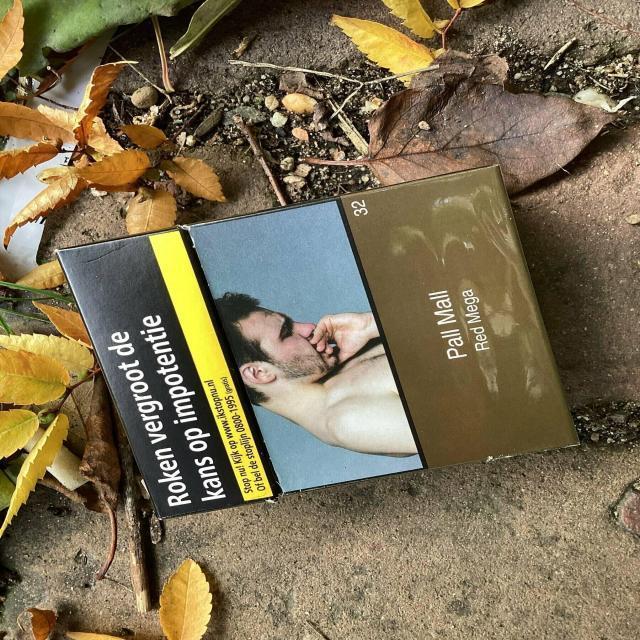 Roken vergroot de
kans op impotentie
Stop nu! Kijk op www.ikstopnu.nl
Of bel de stoplijn 0800-1995 (gratis)
32
Pall Mall
Red Mega